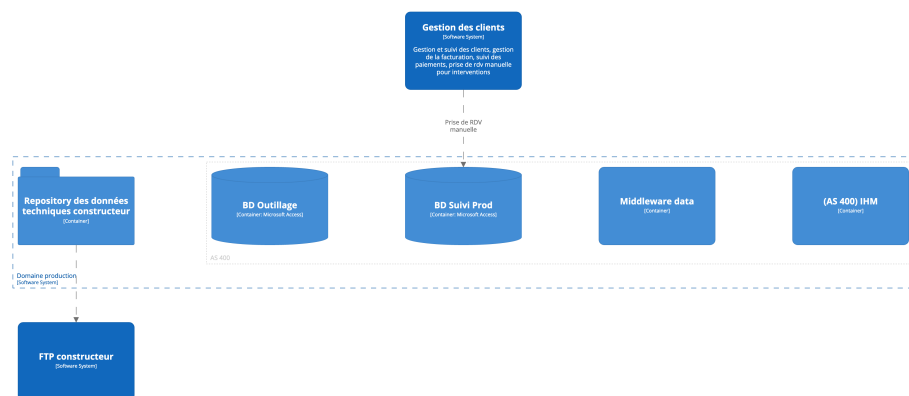 Gestion des clients
[Software System]
Gestion et suivi des clients, gestion
de la facturation, suivi des
paiements, prise de rdv manuelle
pour interventions
Prise de RDV
manuelle
Repository des données
techniques constructeur
[Container]
BD Outillage
[Container: Microsoft Access]
BD Suivi Prod
[Container: Microsoft Access]
Middleware data
[Container]
(AS 400) IHM
[Container]
AS 400
Domaine production
[Software System]
FTP constructeur
[Software System]